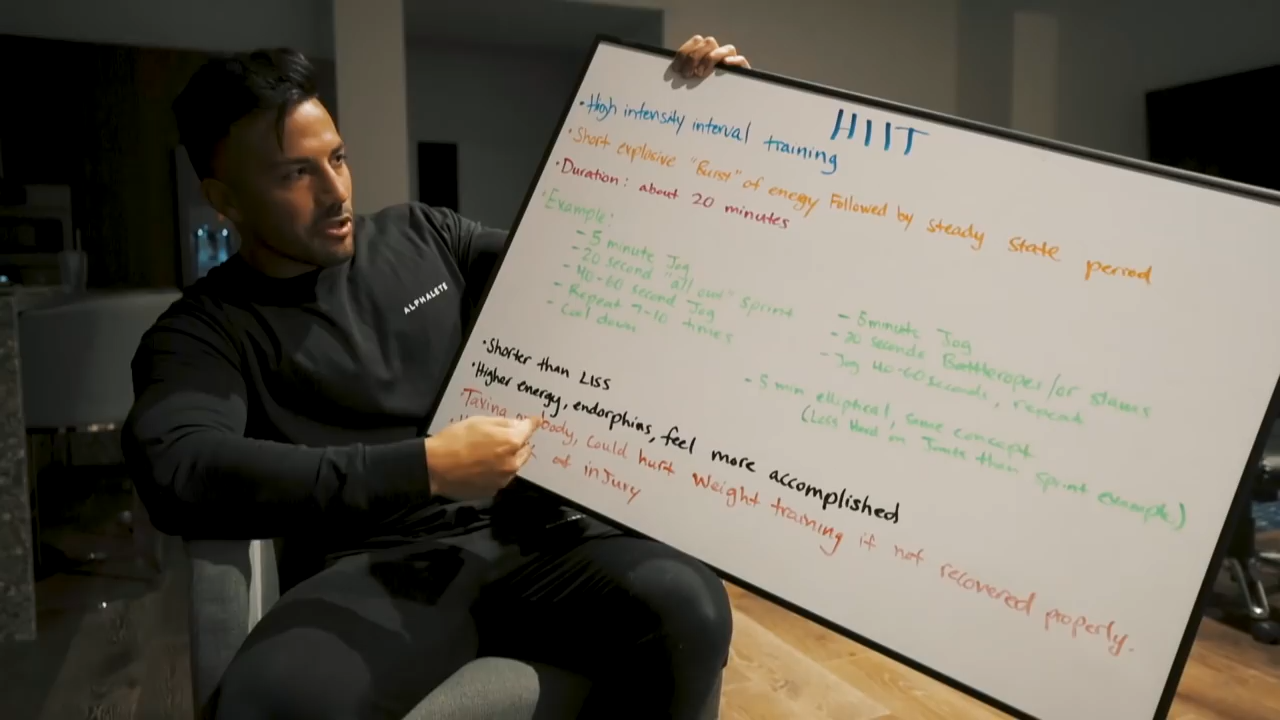 HIIT
• High intensity interval training
• Short explosive "Burst" of energy Followed by steady state period
• Duration: about 20 minutes
• Example:
- 5 minute Jog
- 20 second "all out" sprint
- 40-60 second Jog
- Repeat 7-10 times
- Cool down
- 5 minute Jog
- 20 seconds Battleropes/or slams
- Jog 40-60 seconds, repeat
- 5 min elliptical, same concept
(Less Hard on Joints than sprint example)
• Shorter than LISS
• Higher energy, endorphins, feel more accomplished
• Taxing body, could hurt weight training if not recovered properly.
of injury
ALPHALETE